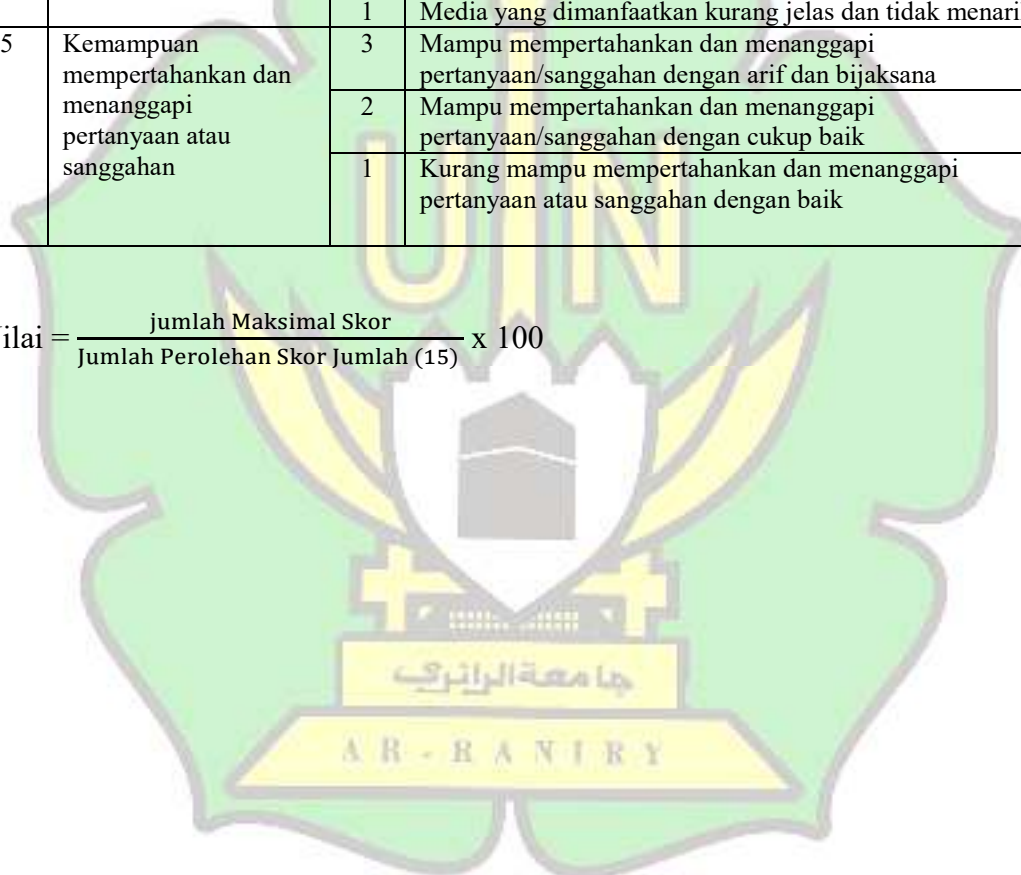 1 Media yang dimanfaatkan kurang jelas dan tidak menari
5 Kemampuan mempertahankan dan menanggapi pertanyaan atau sanggahan
3 Mampu mempertahankan dan menanggapi
pertanyaan/sanggahan dengan arif dan bijaksana
2 Mampu mempertahankan dan menanggapi
pertanyaan/sanggahan dengan cukup baik
1 Kurang mampu mempertahankan dan menanggapi
pertanyaan atau sanggahan dengan baik
ilai = jumlah Maksimal Skor
Jumlah Perolehan Skor Jumlah (15) x 100
UIN
جامعة الرانري
AR-RANIRY